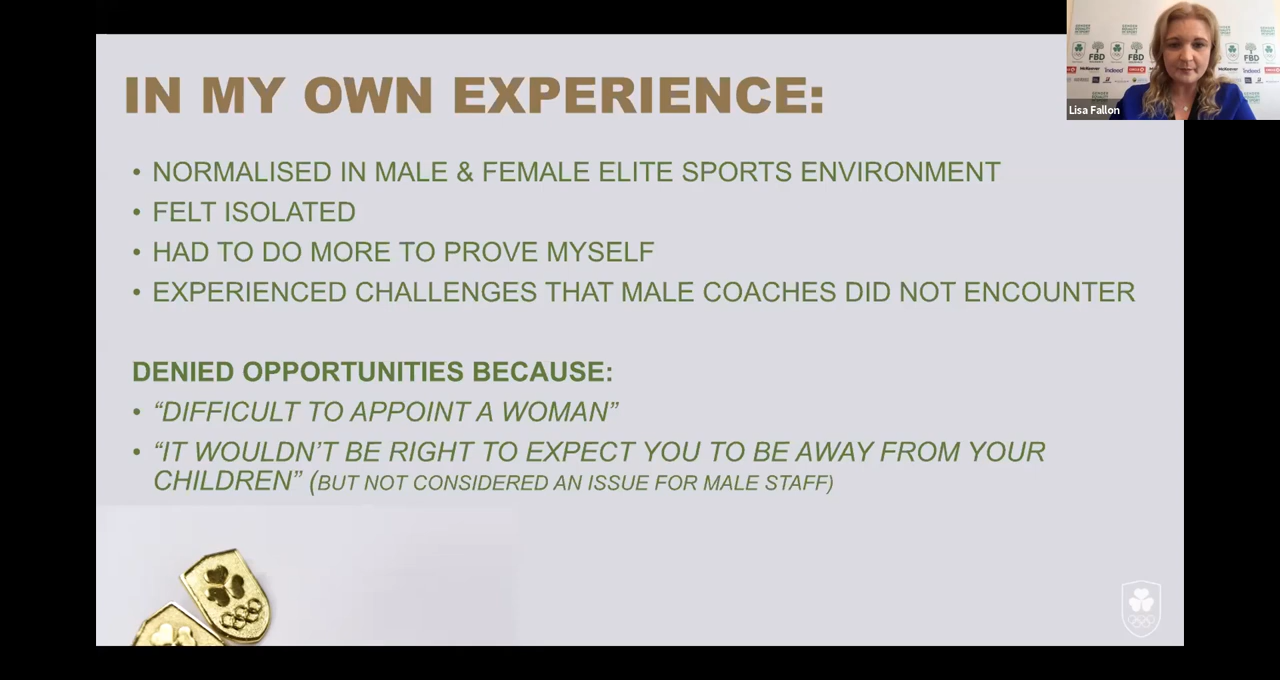 IN MY OWN EXPERIENCE:
Lisa Fallon
FBD
FBD
• NORMALISED IN MALE & FEMALE ELITE SPORTS ENVIRONMENT
• FELT ISOLATED
• HAD TO DO MORE TO PROVE MYSELF
• EXPERIENCED CHALLENGES THAT MALE COACHES DID NOT ENCOUNTER
DENIED OPPORTUNITIES BECAUSE:
• “DIFFICULT TO APPOINT A WOMAN”
• “IT WOULDN’T BE RIGHT TO EXPECT YOU TO BE AWAY FROM YOUR
CHILDREN” (BUT NOT CONSIDERED AN ISSUE FOR MALE STAFF)